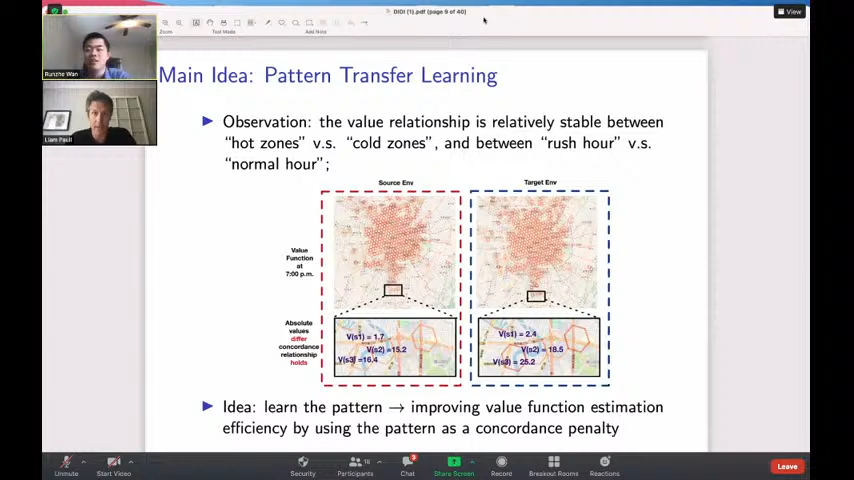 DIDI (1).pdf (page 9 of 40)
View
Zoom
Tool Mode
Add Note
Runzhe Wan
Liam Paull
Main Idea: Pattern Transfer Learning
Observation: the value relationship is relatively stable between
“hot zones” v.s. “cold zones”, and between “rush hour” v.s.
“normal hour”;
Source Env
Target Env
Value
Function
at
7:00 p.m.
Absolute
values
differ
concordance
relationship
holds
V(s1) = 1.7
V(s2) =15.2
V(s3) =16.4
V(s1) = 2.4
V(s2) = 18.5
V(s3) = 25.2
Idea: learn the pattern → improving value function estimation
efficiency by using the pattern as a concordance penalty
Unmute
Start Video
Security
Participants
18
Chat
3
Share Screen
Record
Breakout Rooms
Reactions
Leave